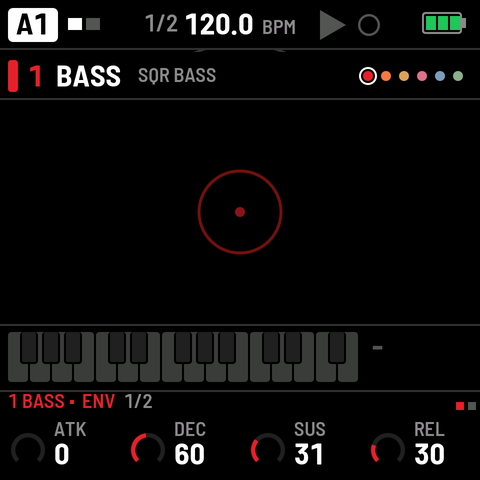 A1 1/2 120.0 BPM
1 BASS SQR BASS
1 BASS • ENV 1/2
ATK DEC SUS REL
0 60 31 30